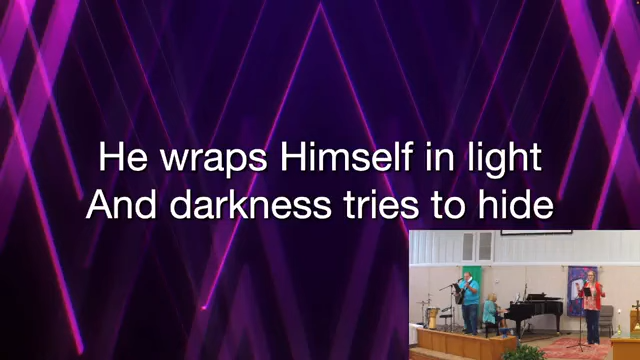 He wraps Himself in light
And darkness tries to hide